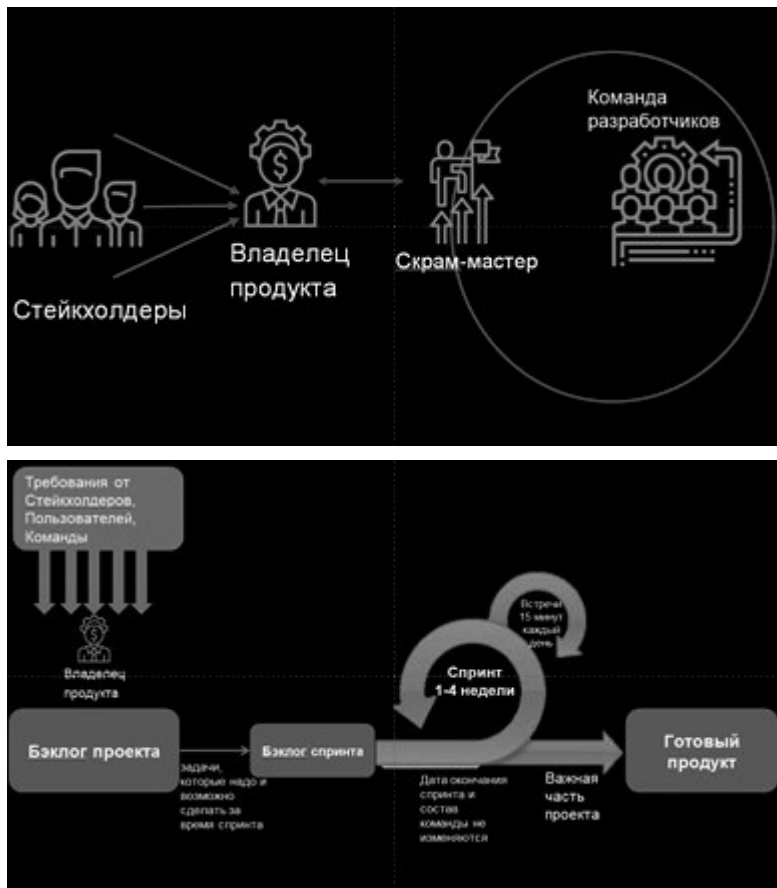 Команда
разработчиков
Владелец
продукта
Скрам-мастер
Стейкхолдеры
Требования от
Стейкхолдеров,
Пользователей,
Команды
Владелец
продукта
Встречи
15 минут
каждый
день
Спринт
1-4 недели
Бэклог проекта
Бэклог спринта
Готовый
продукт
задачи,
которые надо и
возможно
сделать за
время спринта
Дата окончания
спринта и
состав
команды не
изменяются
Важная
часть
проекта